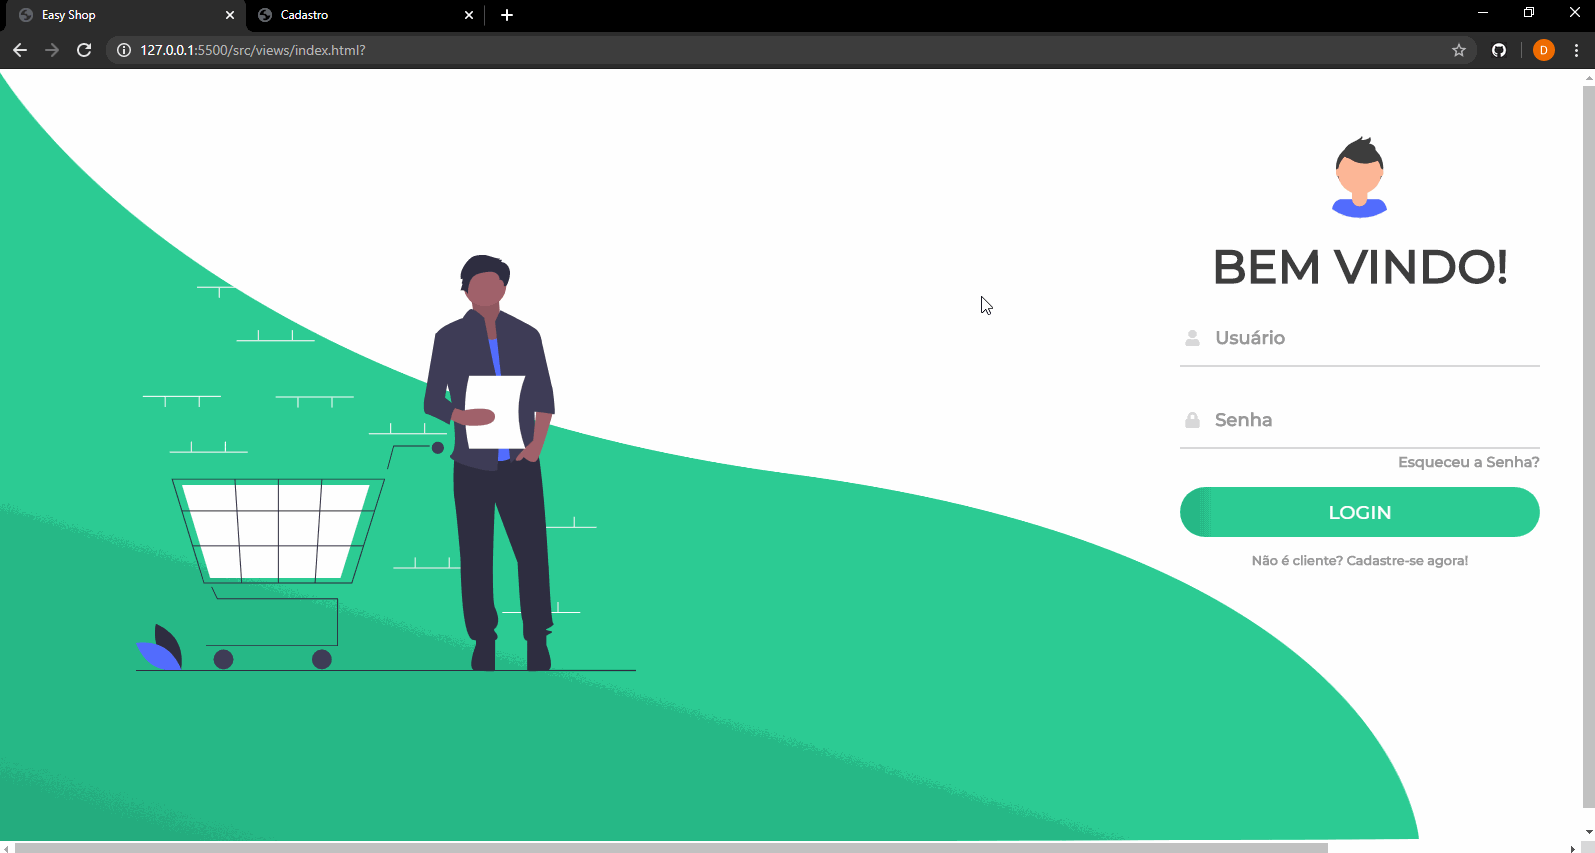 Easy Shop
Cadastro
127.0.0.1:5500/src/views/index.html?
D
BEM VINDO!
Usuário
Senha
Esqueceu a Senha?
LOGIN
Não é cliente? Cadastre-se agora!